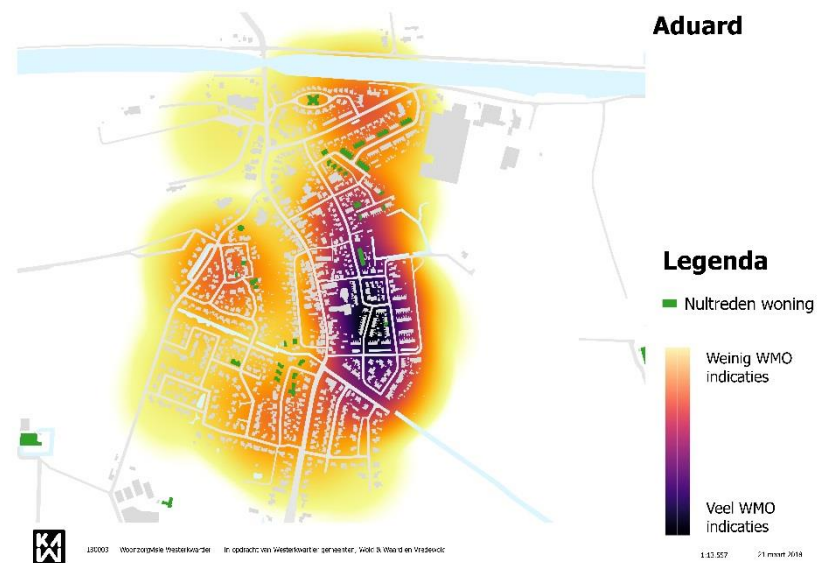 Aduard
Legenda
Nultreden woning
Weinig WMO
indicaties
Veel WMO
indicaties
KAW
180003 Woonzorgvisie Westerkwartier In opdracht van Westerkwartier gemeenten, Wold & Waard en Vredewold
1:13.557 21 maart 2018